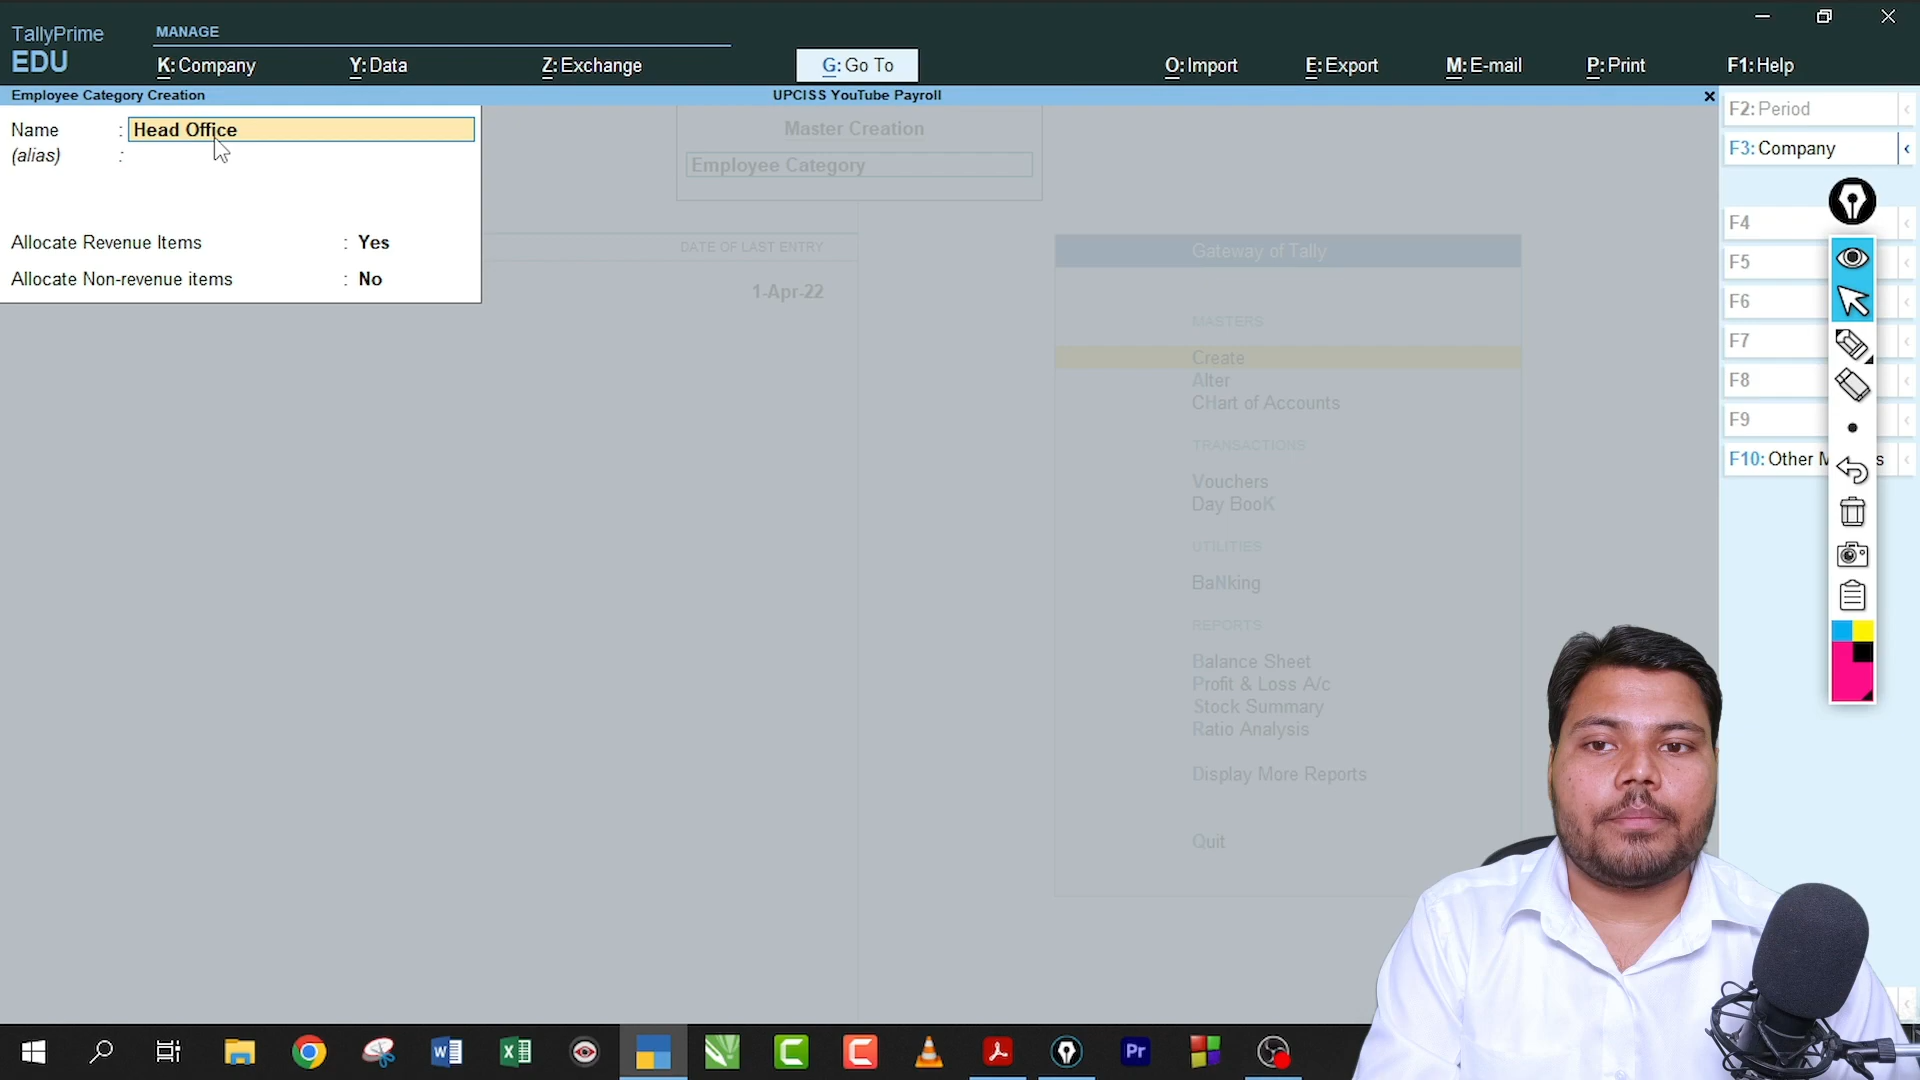 TallyPrime
EDU
MANAGE
K: Company
Y: Data
Z: Exchange
G: Go To
O: Import
E: Export
M: E-mail
P: Print
F1: Help
Employee Category Creation
UPCISS YouTube Payroll
Name : Head Office
(alias) :
Allocate Revenue Items : Yes
Allocate Non-revenue items : No
Master Creation
Employee Category
DATE OF LAST ENTRY
1-Apr-22
Gateway of Tally
MASTERS
Create
Alter
CHart of Accounts
TRANSACTIONS
Vouchers
Day BooK
UTILITIES
BaNking
REPORTS
Balance Sheet
Profit & Loss A/c
Stock Summary
Ratio Analysis
Display More Reports
Quit
F2: Period
F3: Company
F4
F5
F6
F7
F8
F9
F10: Other
Pr